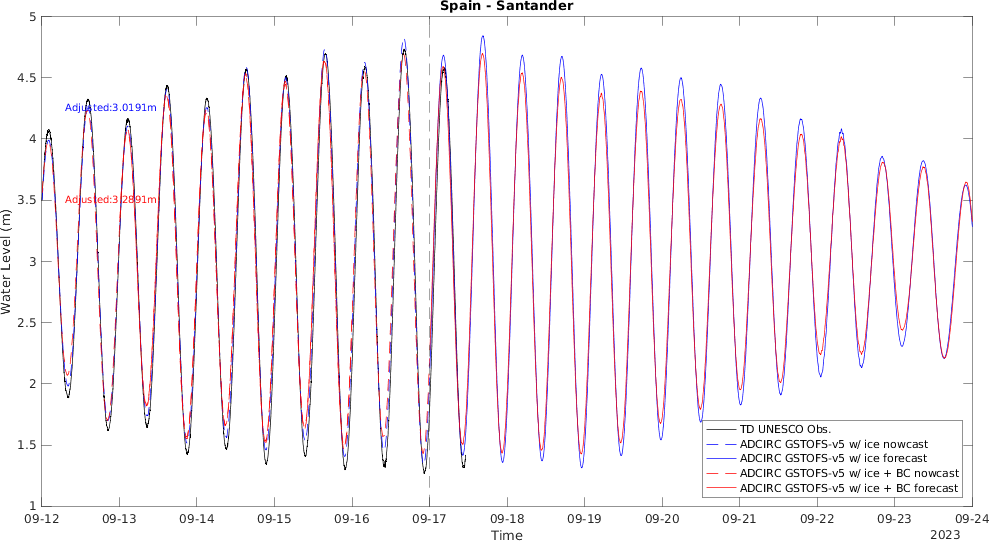 Spain - Santander
5
4.5
4
3.5
3
2.5
2
1.5
1
Water Level (m)
Adjusted:3.0191m
Adjusted:3.2891m
TD UNESCO Obs.
ADCIRC GSTOFS-v5 w/ ice nowcast
ADCIRC GSTOFS-v5 w/ ice forecast
ADCIRC GSTOFS-v5 w/ ice + BC nowcast
ADCIRC GSTOFS-v5 w/ ice + BC forecast
09-12 09-13 09-14 09-15 09-16 09-17 09-18 09-19 09-20 09-21 09-22 09-23 09-24
Time
2023